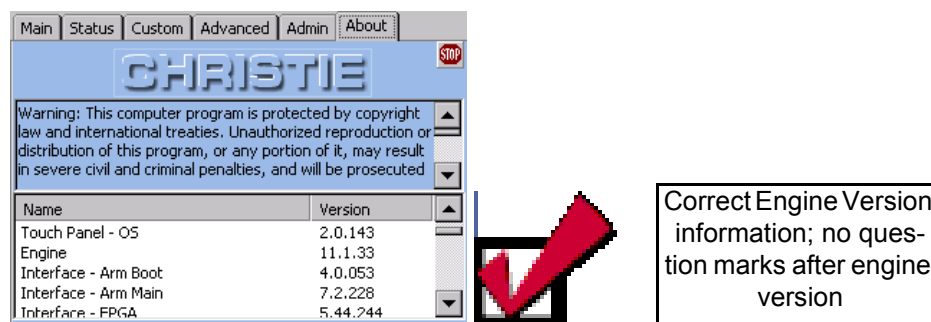 Main Status Custom Advanced Admin About
STOP
CHRISTIE
Warning: This computer program is protected by copyright
law and international treaties. Unauthorized reproduction or
distribution of this program, or any portion of it, may result
in severe civil and criminal penalties, and will be prosecuted
Name Version
Touch Panel - OS 2.0.143
Engine 11.1.33
Interface - Arm Boot 4.0.053
Interface - Arm Main 7.2.228
Interface - FPGA 5.44.244
Correct Engine Version
information; no ques-
tion marks after engine
version